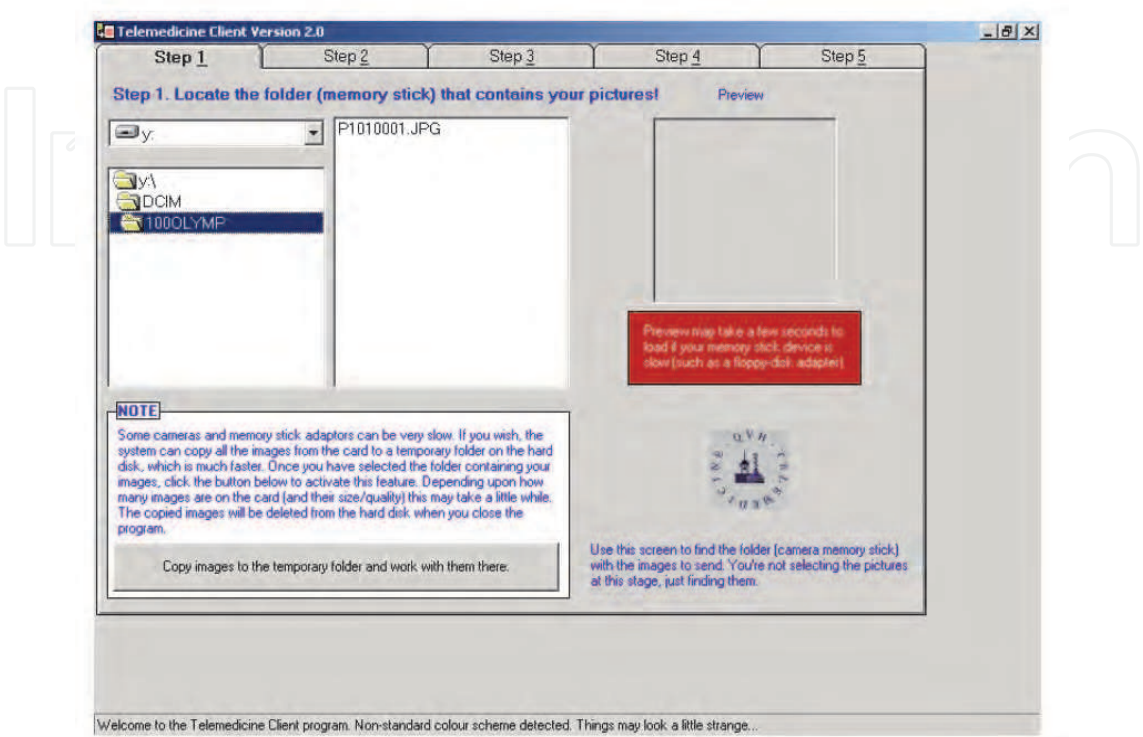 Telemedicine Client Version 2.0
Step 1
Step 2
Step 3
Step 4
Step 5
Step 1. Locate the folder (memory stick) that contains your pictures!
Preview
y:
P1010001.JPG
y:\
DCIM
100OLYMP
Preview may take a few seconds to
load if your memory stick device is
slow (such as a floppy-disk adapter)
NOTE
Some cameras and memory stick adaptors can be very slow. If you wish, the
system can copy all the images from the card to a temporary folder on the hard
disk, which is much faster. Once you have selected the folder containing your
images, click the button below to activate this feature. Depending upon how
many images are on the card (and their size/quality) this may take a little while.
The copied images will be deleted from the hard disk when you close the
program.
Copy images to the temporary folder and work with them there.
QVH TELEMEDICINE
Use this screen to find the folder (camera memory stick)
with the images to send. You're not selecting the pictures
at this stage, just finding them.
Welcome to the Telemedicine Client program. Non-standard colour scheme detected. Things may look a little strange...